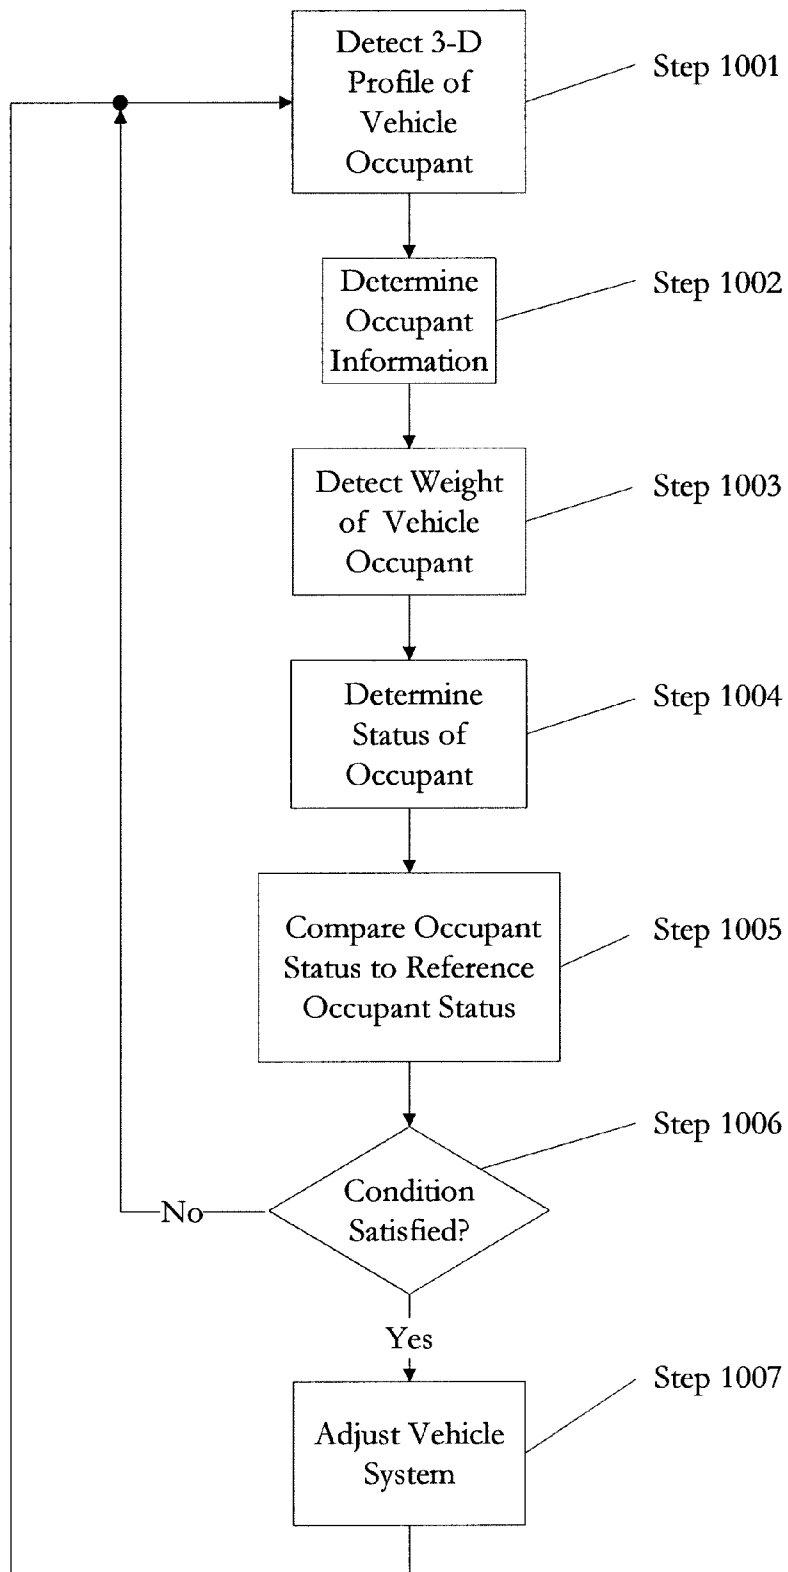 Detect 3-D
Profile of
Vehicle
Occupant
Step 1001
Determine
Occupant
Information
Step 1002
Detect Weight
of Vehicle
Occupant
Step 1003
Determine
Status of
Occupant
Step 1004
Compare Occupant
Status to Reference
Occupant Status
Step 1005
Condition
Satisfied?
Step 1006
No
Yes
Adjust Vehicle
System
Step 1007